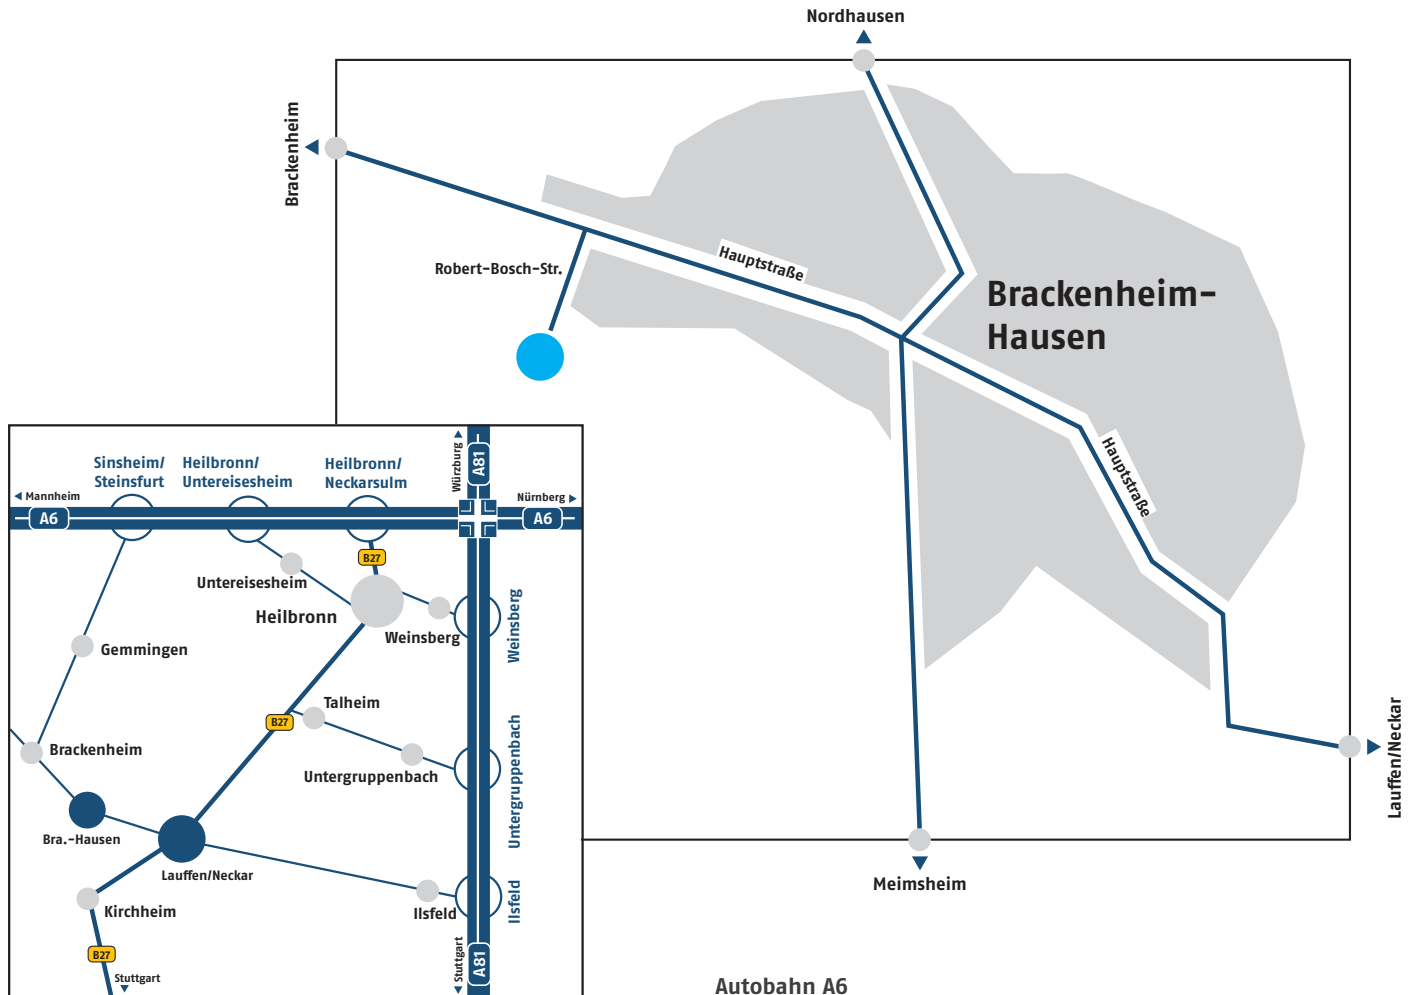 Nordhausen
Brackenheim
Robert-Bosch-Str.
Hauptstraße
Brackenheim-
Hausen
Hauptstraße
Lauffen/Neckar
Meimsheim
Sinsheim/
Steinsfurt
Heilbronn/
Untereisesheim
Heilbronn/
Neckarsulm
Würzburg
A81
Mannheim
A6
Nürnberg
A6
B27
Untereisesheim
Heilbronn
Weinsberg
Weinsberg
Gemmingen
Talheim
B27
Untergruppenbach
Untergruppenbach
Brackenheim
Bra.-Hausen
Lauffen/Neckar
Kirchheim
Ilsfeld
Ilsfeld
B27
Stuttgart
Stuttgart
A81
Autobahn A6